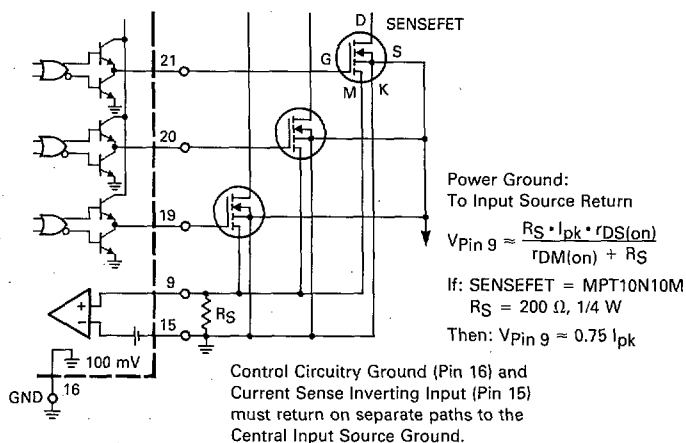 D SENSEFET
21
G S
M K
20
19
Power Ground:
To Input Source Return
VPin 9 ≈ RS • Ipk • rDS(on)
rDM(on) + RS
If: SENSEFET = MPT10N10M
RS = 200 Ω, 1/4 W
Then: VPin 9 ≈ 0.75 Ipk
9
+
RS
-
15
100 mV
16
GND
Control Circuitry Ground (Pin 16) and
Current Sense Inverting Input (Pin 15)
must return on separate paths to the
Central Input Source Ground.